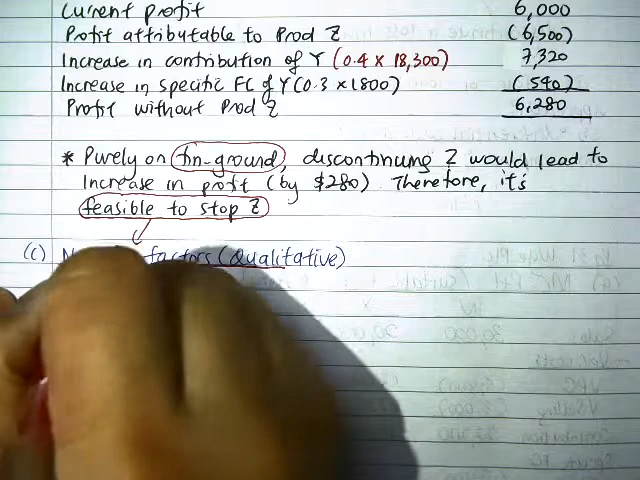 Current profit 6,000
Profit attributable to Prod Z (6,500)
Increase in contribution of Y (0.4 x 18,300) 7,320
Increase in specific FC of Y (0.3 x 1800) (540)
Profit without Prod Z 6,280
* Purely on fin-ground, discontinuing Z would lead to
increase in profit (by $280). Therefore, it's
feasible to stop Z
(c) factors (Qualitative)